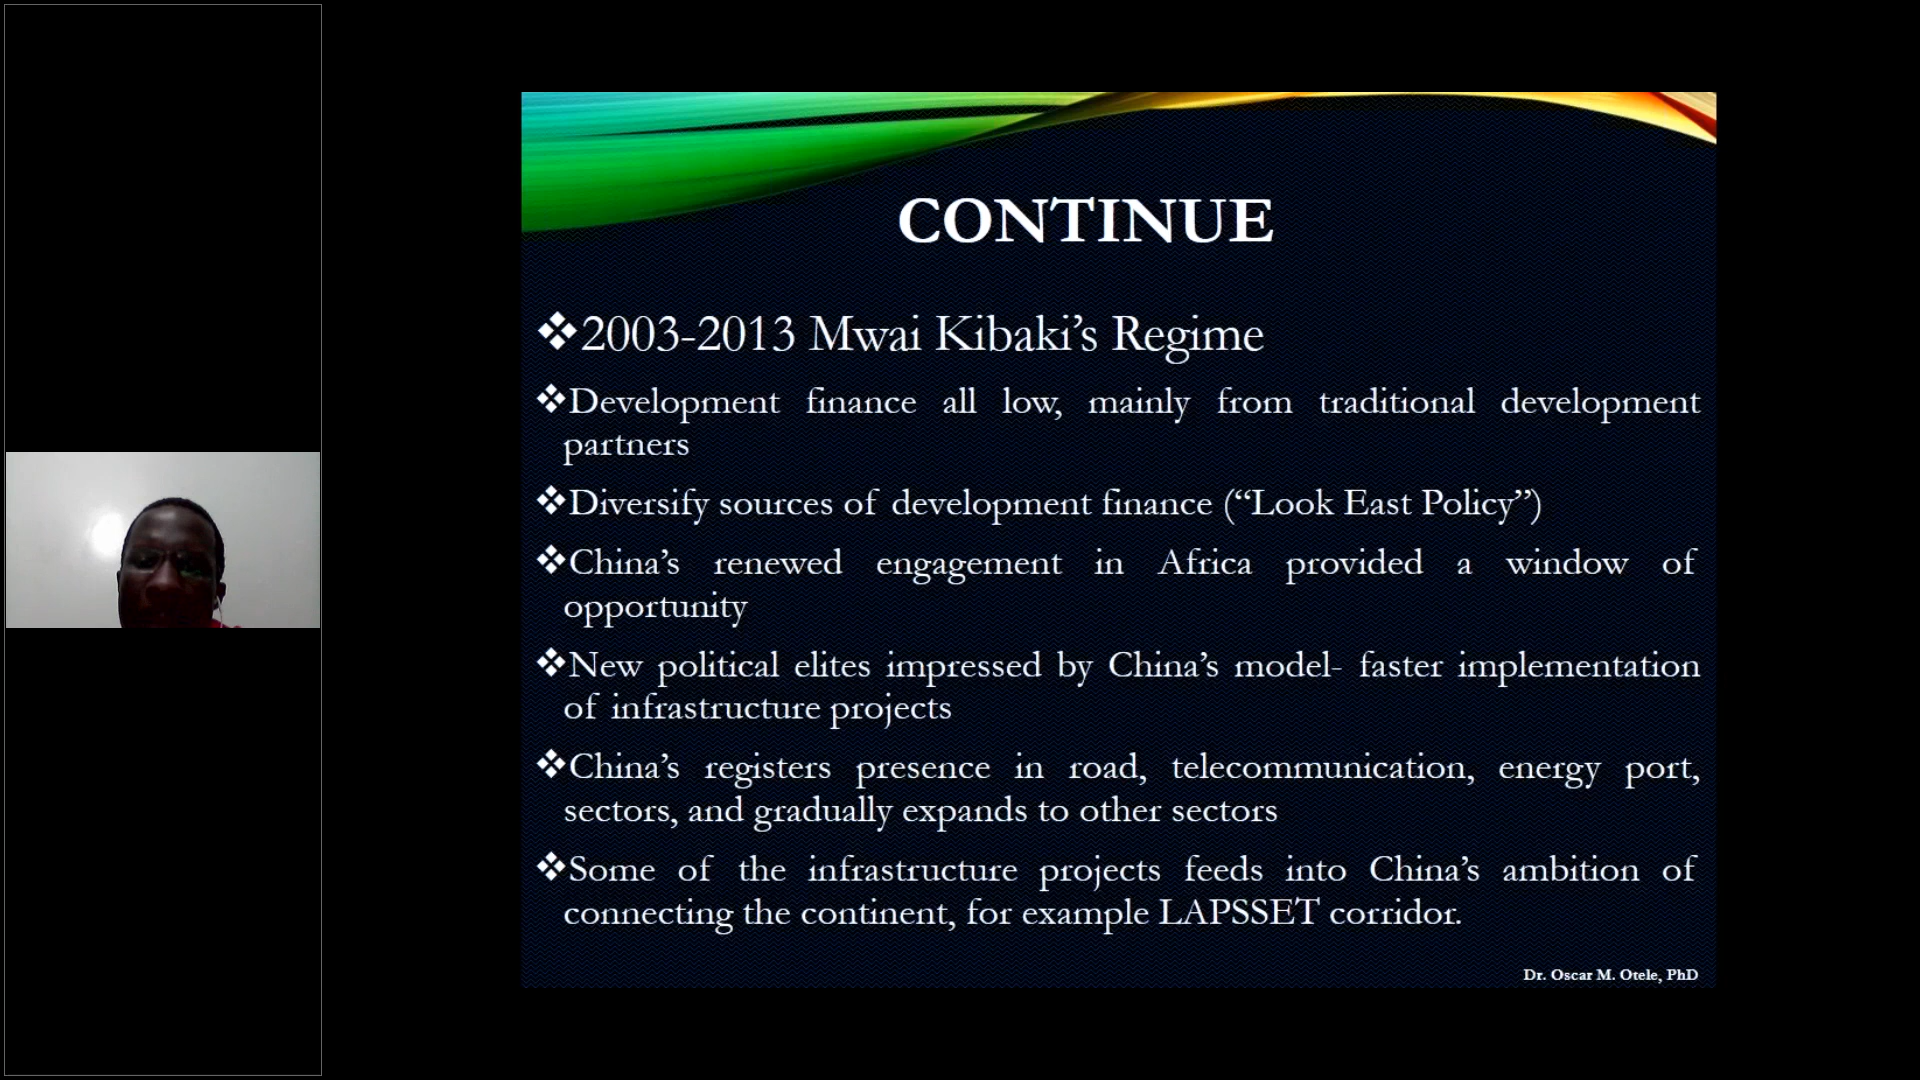 CONTINUE
❖2003-2013 Mwai Kibaki’s Regime
❖Development finance all low, mainly from traditional development
partners
❖Diversify sources of development finance (“Look East Policy”)
❖China’s renewed engagement in Africa provided a window of
opportunity
❖New political elites impressed by China’s model- faster implementation
of infrastructure projects
❖China’s registers presence in road, telecommunication, energy port,
sectors, and gradually expands to other sectors
❖Some of the infrastructure projects feeds into China’s ambition of
connecting the continent, for example LAPSSET corridor.
Dr. Oscar M. Otele, PhD